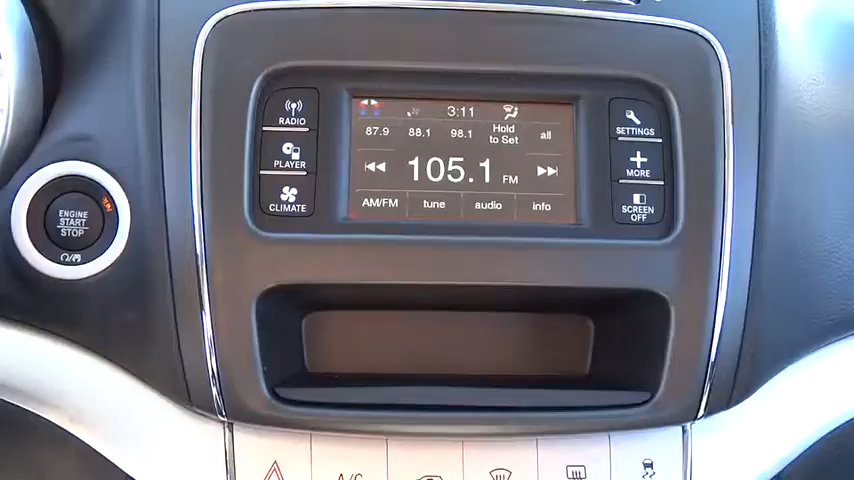 3:11
RADIO
87.9 88.1 98.1 Hold to Set all
SETTINGS
PLAYER
105.1 FM
MORE
CLIMATE
AM/FM tune audio info
SCREEN OFF
RUN
ENGINE
START
STOP
A/C